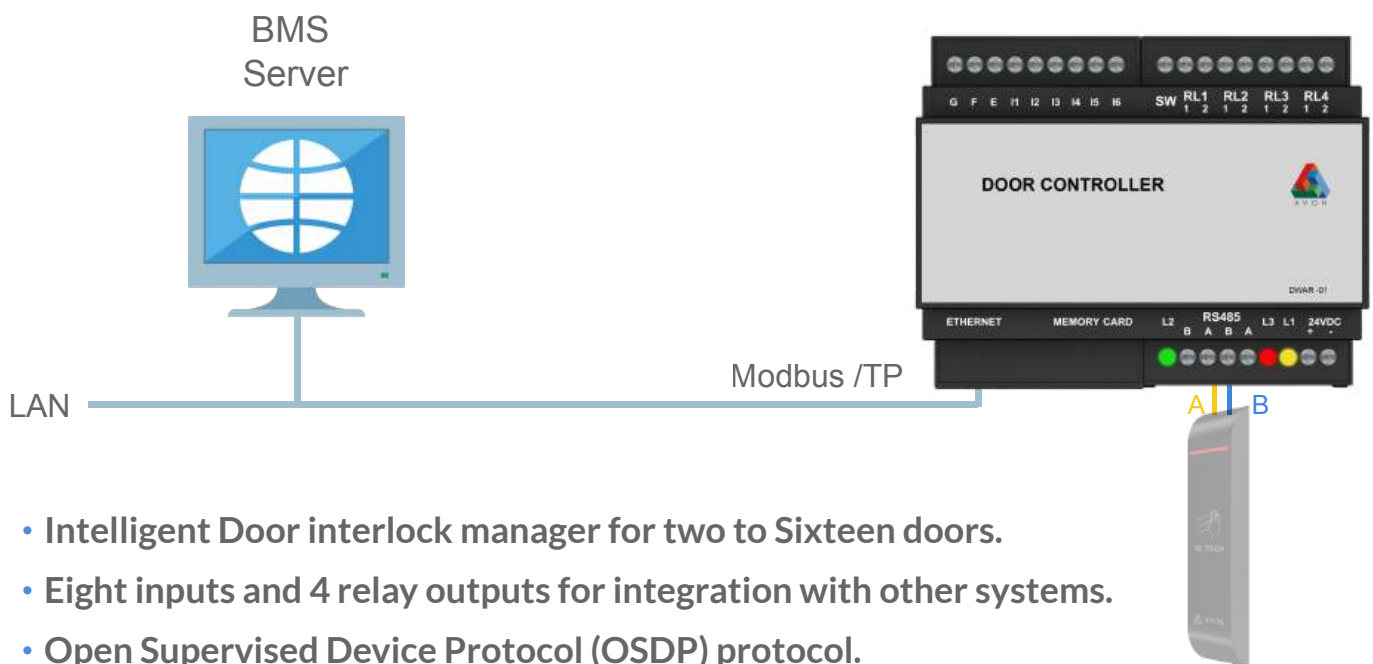 BMS
Server
G F E I1 I2 I3 I4 I5 I6
SW RL1 RL2 RL3 RL4
1 2 1 2 1 2 1 2
DOOR CONTROLLER
AVON
DWAR -01
ETHERNET MEMORY CARD L2 RS485 L3 L1 24VDC
B A B A + -
Modbus /TP
LAN
A B
• Intelligent Door interlock manager for two to Sixteen doors.
• Eight inputs and 4 relay outputs for integration with other systems.
• Open Supervised Device Protocol (OSDP) protocol.
TOUCH
AVON